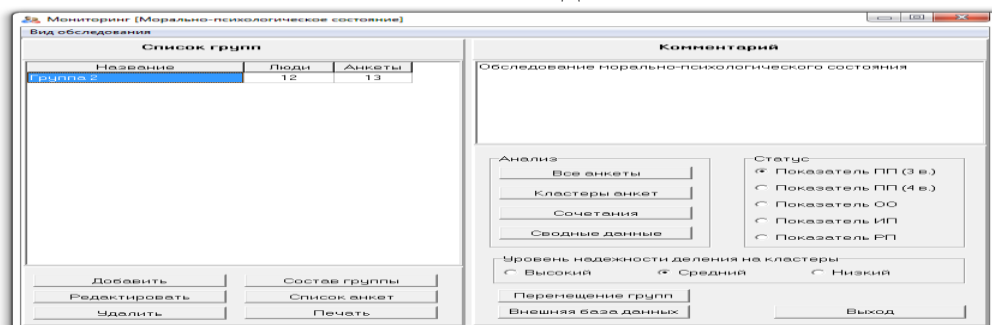 Мониторинг [Морально-психологическое состояние]
Вид обследования
Список групп
Название Люди Анкеты
Группа 2 12 13
Добавить Состав группы
Редактировать Список анкет
Удалить Печать
Комментарий
Обследование морально-психологического состояния
Анализ
Все анкеты
Кластеры анкет
Сочетания
Сводные данные
Статус
Показатель ПП (3 в.)
Показатель ПП (4 в.)
Показатель ОО
Показатель ИП
Показатель РП
Уровень надежности деления на кластеры
Высокий Средний Низкий
Перемещение групп
Внешняя база данных Выход